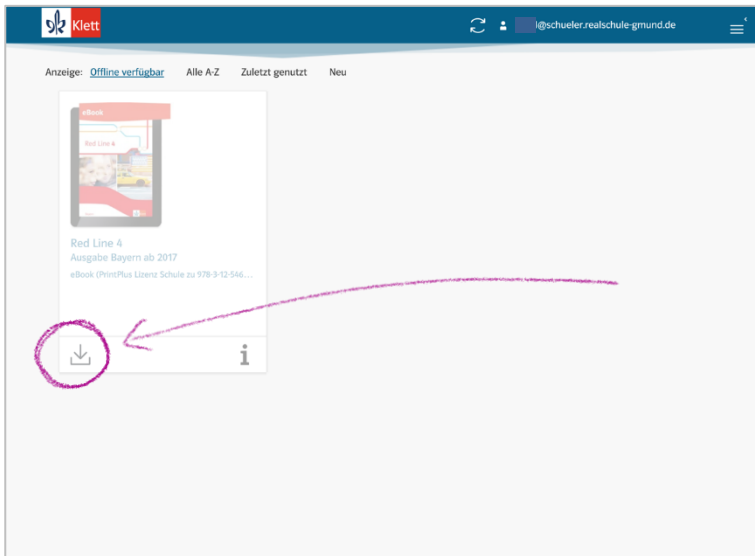 Klett
l@schueler.realschule-gmund.de
Anzeige: Offline verfügbar Alle A-Z Zuletzt genutzt Neu
eBook
Red Line 4
Red Line 4
Ausgabe Bayern ab 2017
eBook (PrintPlus Lizenz Schule zu 978-3-12-546...
i